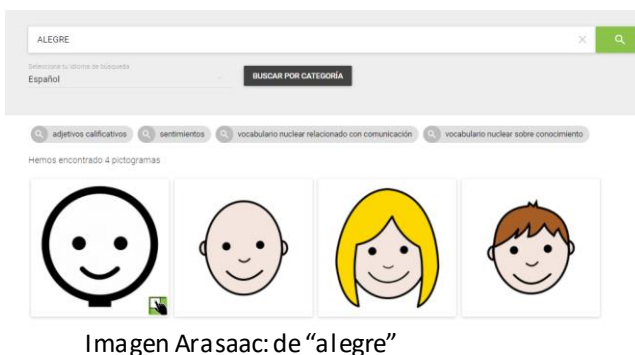 ALEGRE
Selecciona tu idioma de búsqueda
Español
BUSCAR POR CATEGORÍA
adjetivos calificativos
sentimientos
vocabulario nuclear relacionado con comunicación
vocabulario nuclear sobre conocimiento
Hemos encontrado 4 pictogramas
Imagen Arasaac: de “alegre”